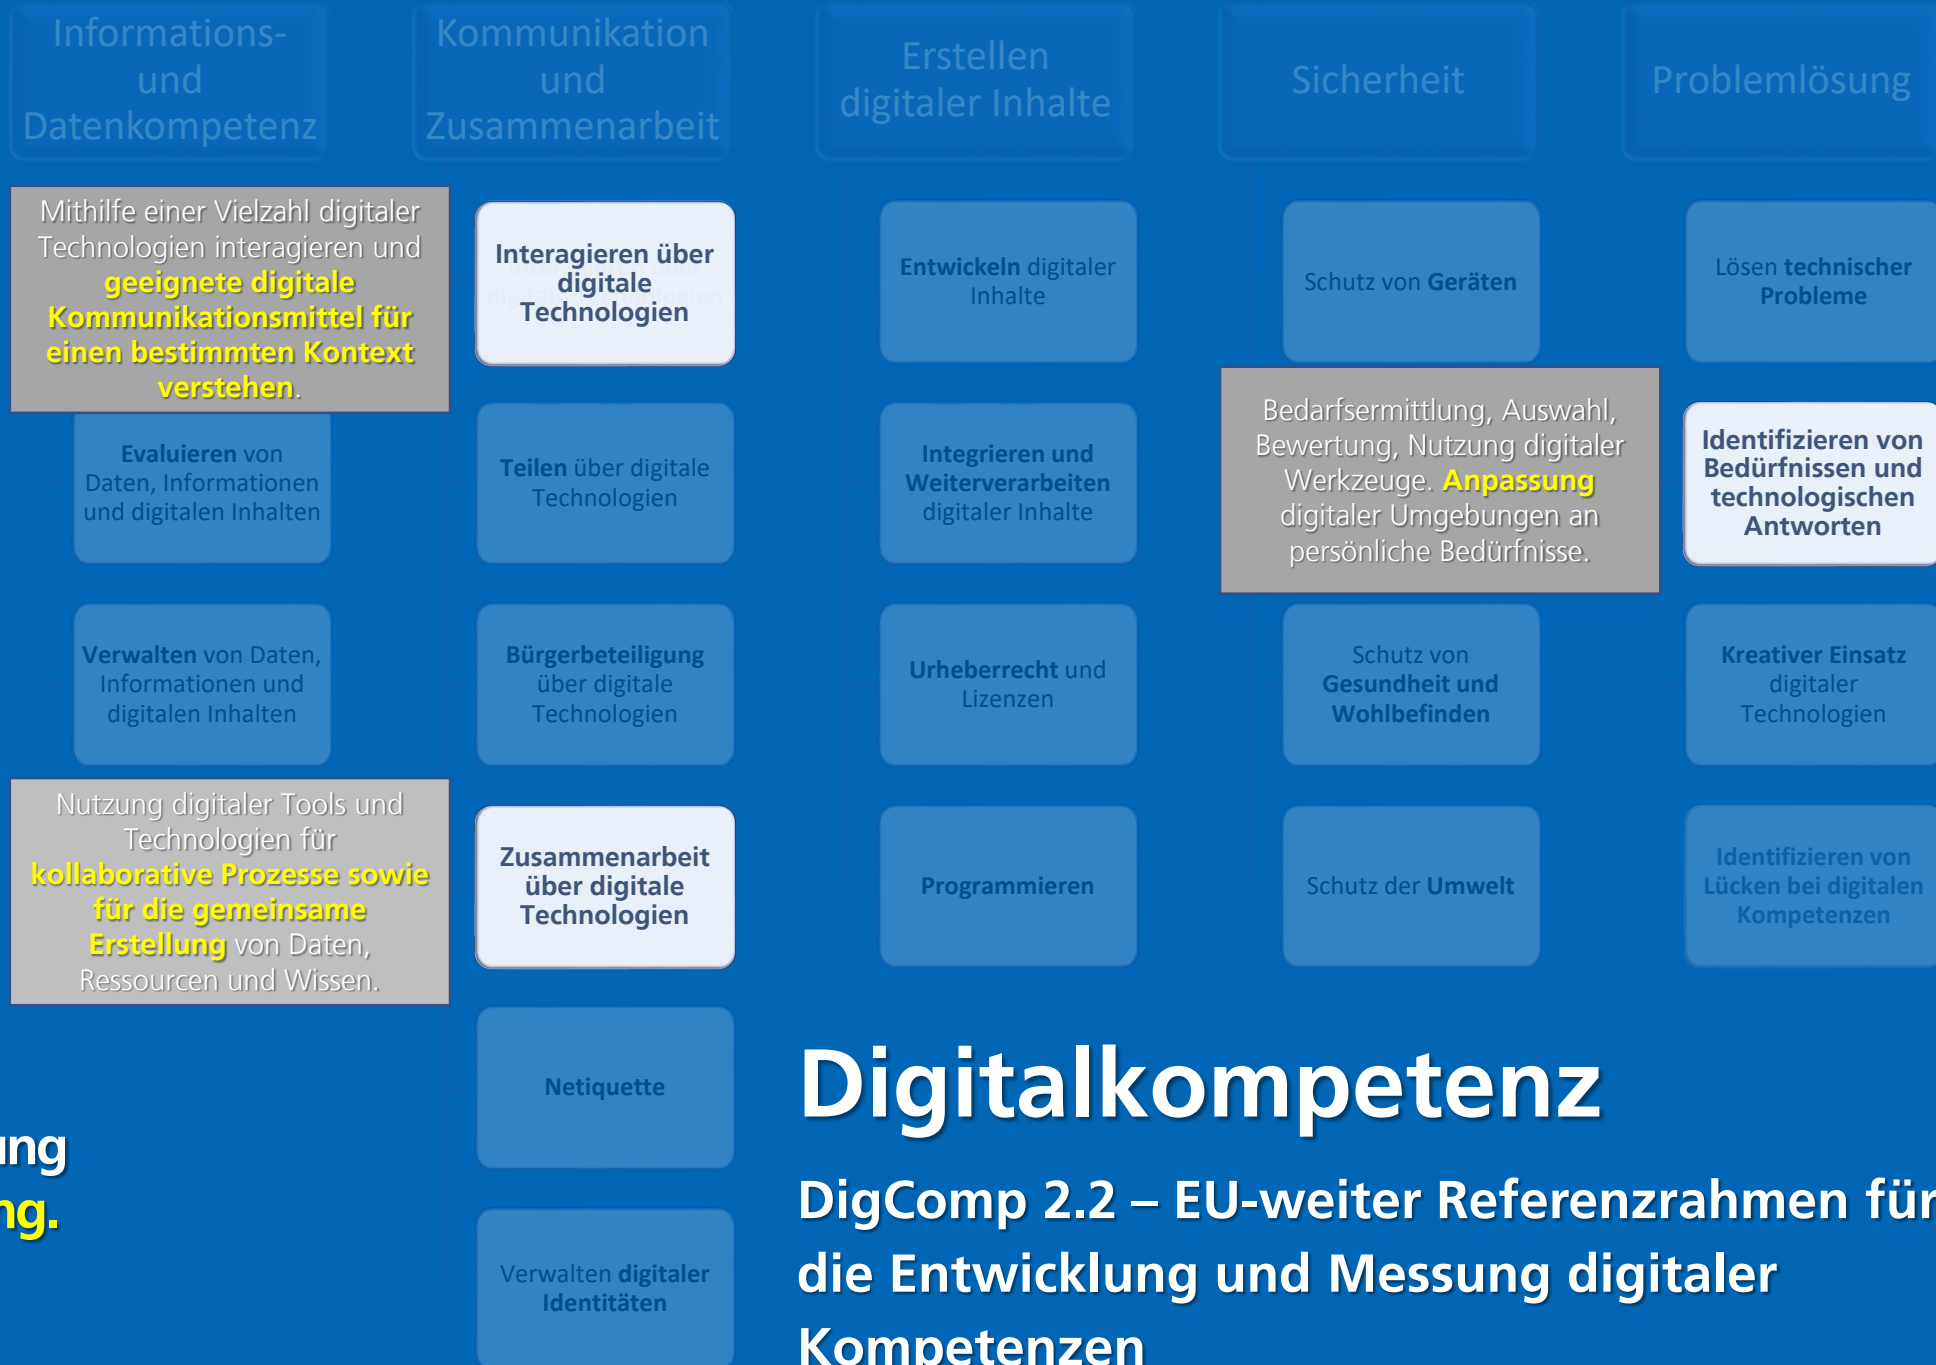 Informations-
und
Datenkompetenz
Kommunikation
und
Zusammenarbeit
Erstellen
digitaler Inhalte
Sicherheit
Problemlösung
Mithilfe einer Vielzahl digitaler
Technologien interagieren und
geeignete digitale
Kommunikationsmittel für
einen bestimmten Kontext
verstehen.
Interagieren über
digitale
Technologien
Entwickeln digitaler
Inhalte
Schutz von Geräten
Lösen technischer
Probleme
Evaluieren von
Daten, Informationen
und digitalen Inhalten
Teilen über digitale
Technologien
Integrieren und
Weiterverarbeiten
digitaler Inhalte
Bedarfsermittlung, Auswahl,
Bewertung, Nutzung digitaler
Werkzeuge. Anpassung
digitaler Umgebungen an
persönliche Bedürfnisse.
Identifizieren von
Bedürfnissen und
technologischen
Antworten
Verwalten von Daten,
Informationen und
digitalen Inhalten
Bürgerbeteiligung
über digitale
Technologien
Urheberrecht und
Lizenzen
Schutz von
Gesundheit und
Wohlbefinden
Kreativer Einsatz
digitaler
Technologien
Nutzung digitaler Tools und
Technologien für
kollaborative Prozesse sowie
für die gemeinsame
Erstellung von Daten,
Ressourcen und Wissen.
Zusammenarbeit
über digitale
Technologien
Programmieren
Schutz der Umwelt
Identifizieren von
Lücken bei digitalen
Kompetenzen
Netiquette
Verwalten digitaler
Identitäten
Digitalkompetenz
DigComp 2.2 – EU-weiter Referenzrahmen für
die Entwicklung und Messung digitaler
Kompetenzen